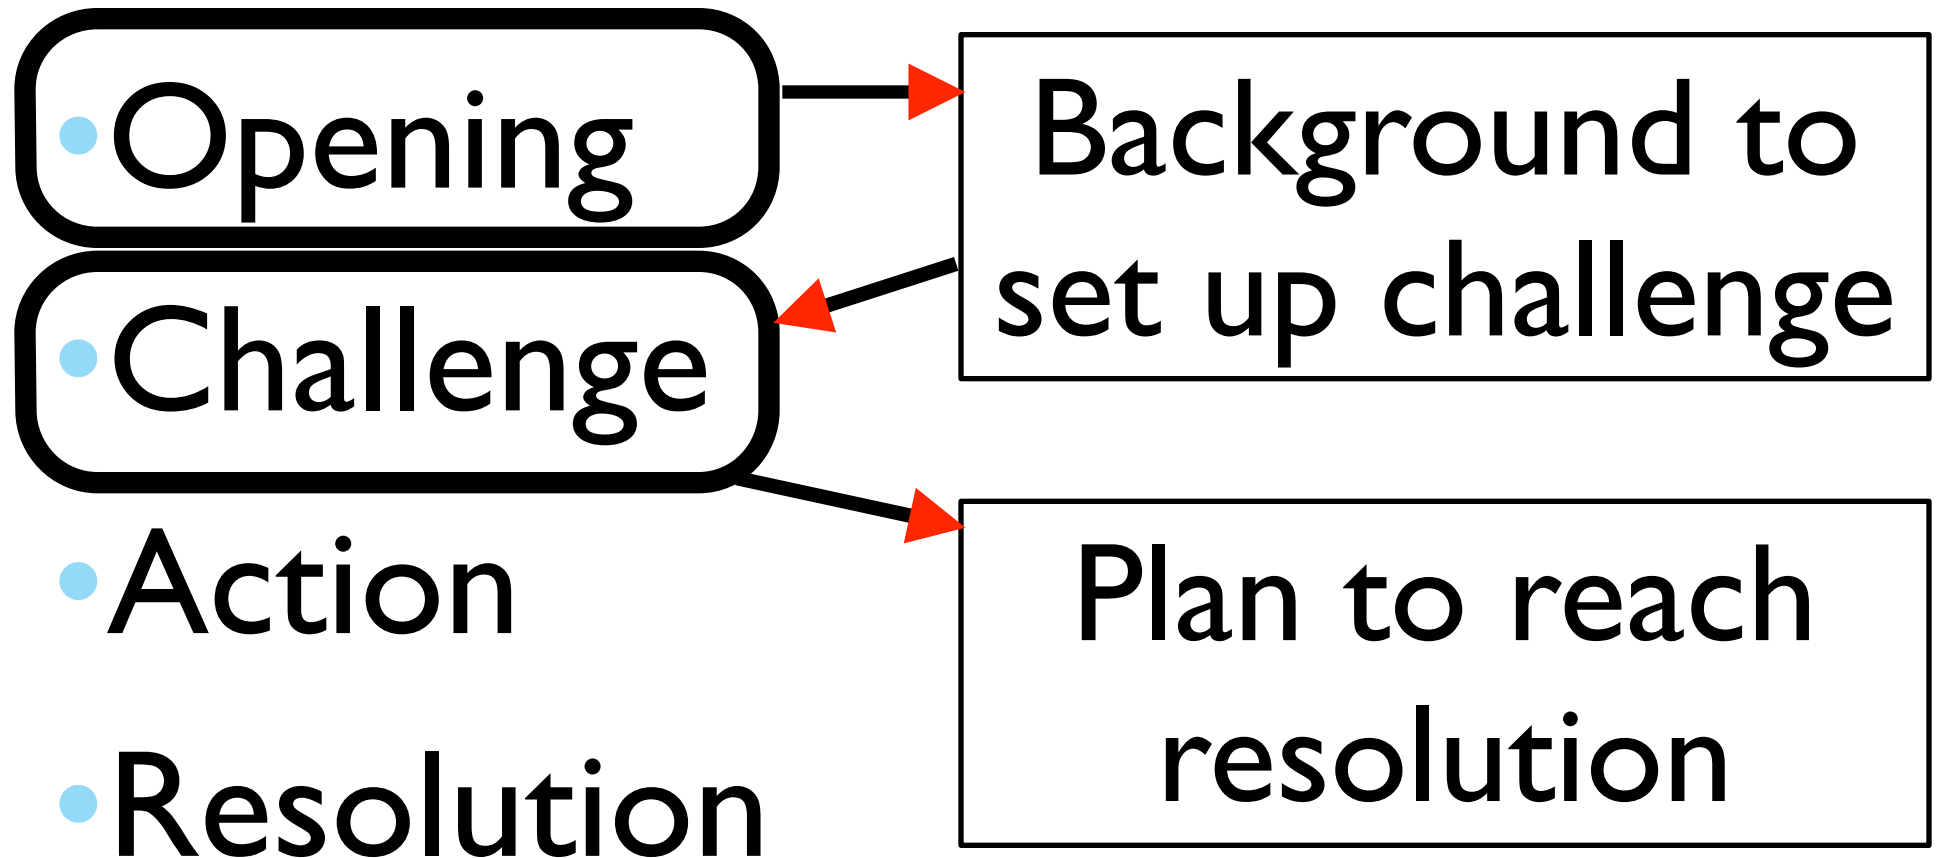 • Opening
• Challenge
• Action
• Resolution
Background to
set up challenge
Plan to reach
resolution